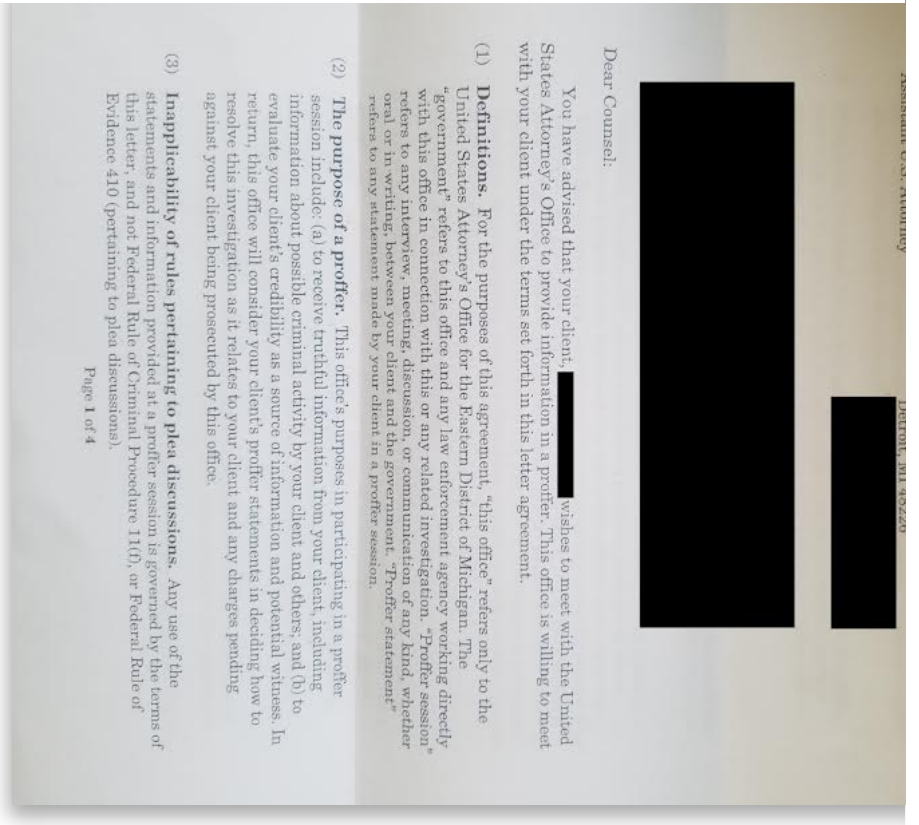 Assistant U.S. Attorney
Detroit, MI 48226
Dear Counsel:
You have advised that your client, wishes to meet with the United
States Attorney's Office to provide information in a proffer. This office is willing to meet
with your client under the terms set forth in this letter agreement.
(1) Definitions. For the purposes of this agreement, "this office" refers only to the
United States Attorney's Office for the Eastern District of Michigan. The
"government" refers to this office and any law enforcement agency working directly
with this office in connection with this or any related investigation. "Proffer session"
refers to any interview, meeting, discussion, or communication of any kind, whether
oral or in writing, between your client and the government. "Proffer statement"
refers to any statement made by your client in a proffer session.
(2) The purpose of a proffer. This office's purposes in participating in a proffer
session include: (a) to receive truthful information from your client, including
information about possible criminal activity by your client and others; and (b) to
evaluate your client's credibility as a source of information and potential witness. In
return, this office will consider your client's proffer statements in deciding how to
resolve this investigation as it relates to your client and any charges pending
against your client being prosecuted by this office.
(3) Inapplicability of rules pertaining to plea discussions. Any use of the
statements and information provided at a proffer session is governed by the terms of
this letter, and not Federal Rule of Criminal Procedure 11(f), or Federal Rule of
Evidence 410 (pertaining to plea discussions).
Page 1 of 4